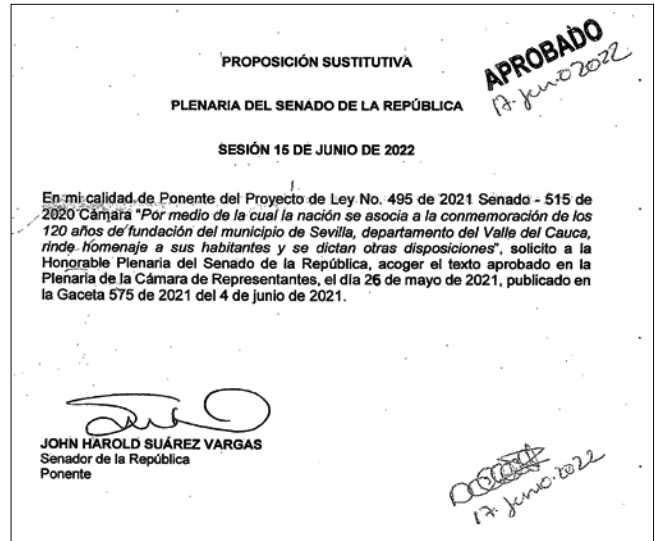 PROPOSICIÓN SUSTITUTIVA
APROBADO
17. junio 2022
PLENARIA DEL SENADO DE LA REPÚBLICA
SESIÓN 15 DE JUNIO DE 2022
En mi calidad de Ponente del Proyecto de Ley No. 495 de 2021 Senado - 515 de
2020 Cámara "Por medio de la cual la nación se asocia a la conmemoración de los
120 años de fundación del municipio de Sevilla, departamento del Valle del Cauca,
rinde homenaje a sus habitantes y se dictan otras disposiciones", solicito a la
Honorable Plenaria del Senado de la República, acoger el texto aprobado en la
Plenaria de la Cámara de Representantes, el día 26 de mayo de 2021, publicado en
la Gaceta 575 de 2021 del 4 de junio de 2021.
JOHN HAROLD SUÁREZ VARGAS
Senador de la República
Ponente
17. junio. 2022